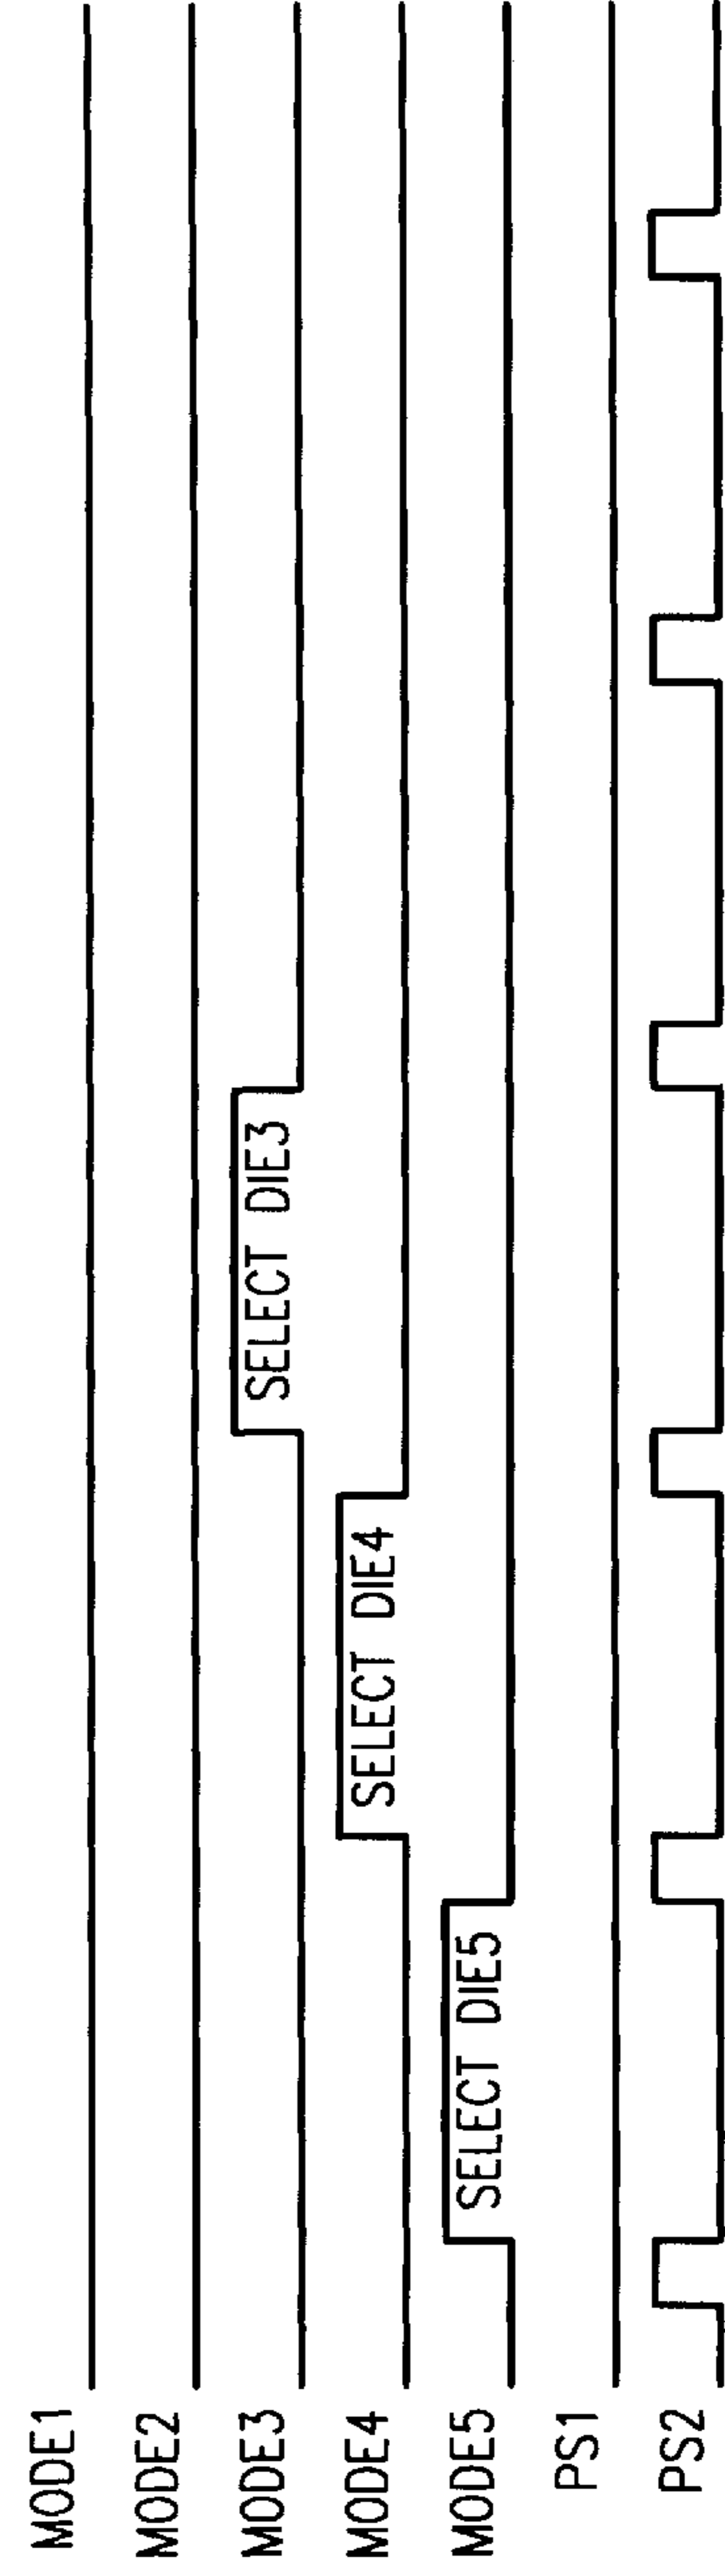 MODE1
MODE2
MODE3
SELECT DIE3
MODE4
SELECT DIE4
MODE5
SELECT DIE5
PS1
PS2